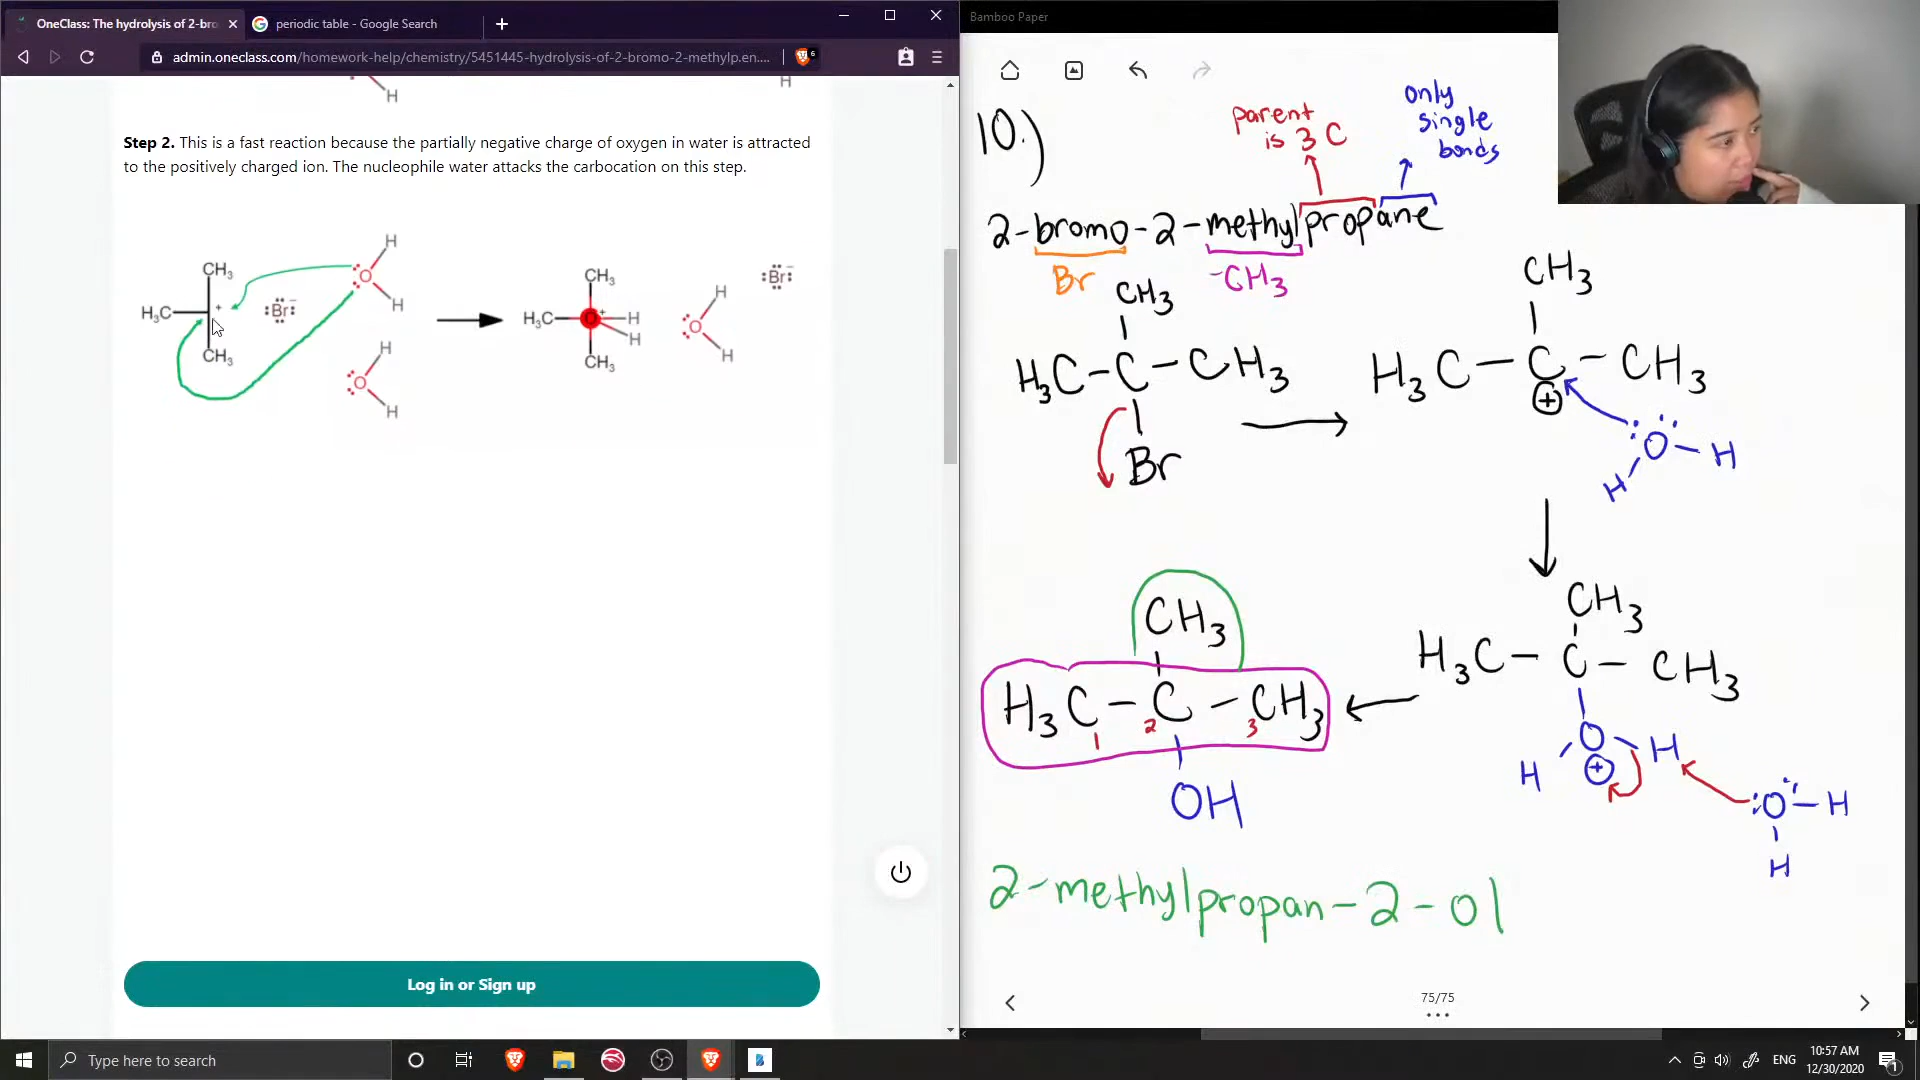 OneClass: The hydrolysis of 2-bro
periodic table - Google Search
admin.oneclass.com/homework-help/chemistry/5451445-hydrolysis-of-2-bromo-2-methylp.en....
6
H
H
Step 2. This is a fast reaction because the partially negative charge of oxygen in water is attracted
to the positively charged ion. The nucleophile water attacks the carbocation on this step.
CH3
H3C
+
CH3
:Br: −
O
H
H
O
H
H
CH3
H3C
O
+
H
H
CH3
O
H
H
:Br: −
Log in or Sign up
Bamboo Paper
10.)
parent
is 3 C
only
single
bonds
2-bromo-2-methylpropane
Br
-CH3
CH3
H3C-C-CH3
Br
CH3
H3C-C-CH3
+
:O-H
H
CH3
H3C-C-CH3
O
+
H
H
:O-H
H
CH3
H3C-C-CH3
1
2
3
OH
2-methylpropan-2-ol
75/75
Type here to search
ENG
10:57 AM
12/30/2020
1